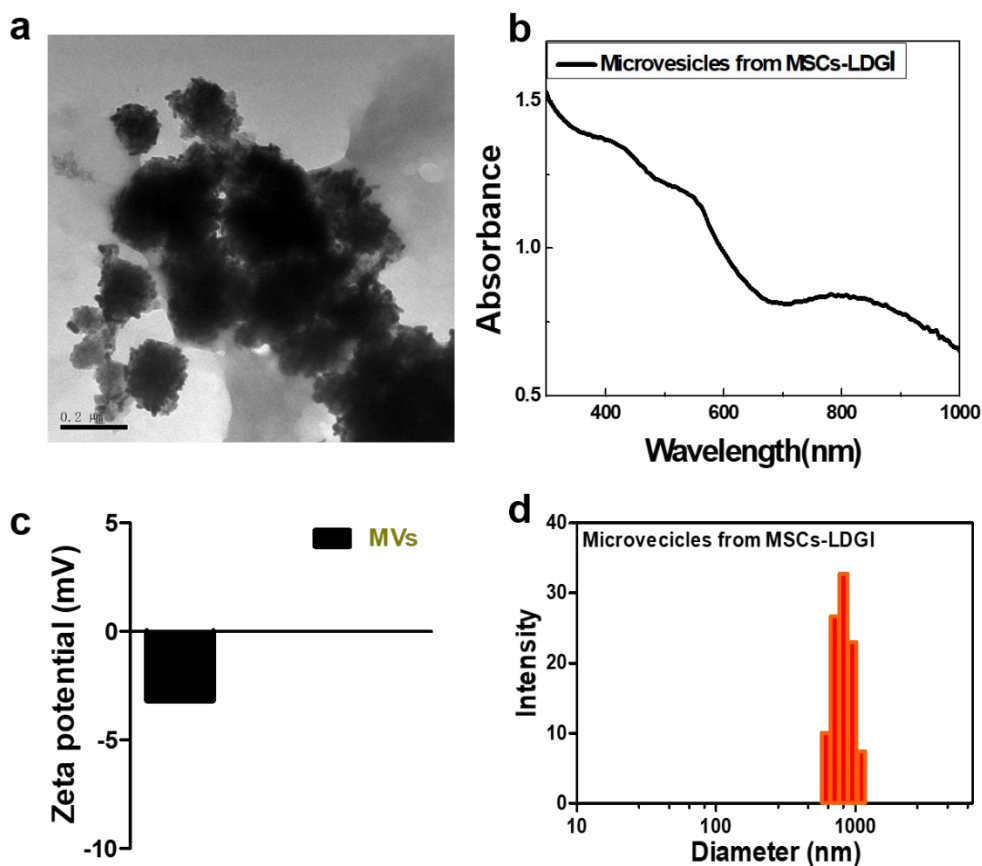 a
0.2 μm
b
Microvesicles from MSCs-LDGI
1.5
1.0
0.5
Absorbance
400 600 800 1000
Wavelength(nm)
c
MVs
5
0
-5
-10
Zeta potential (mV)
d
Microvecicles from MSCs-LDGI
40
30
20
10
0
Intensity
10 100 1000
Diameter (nm)